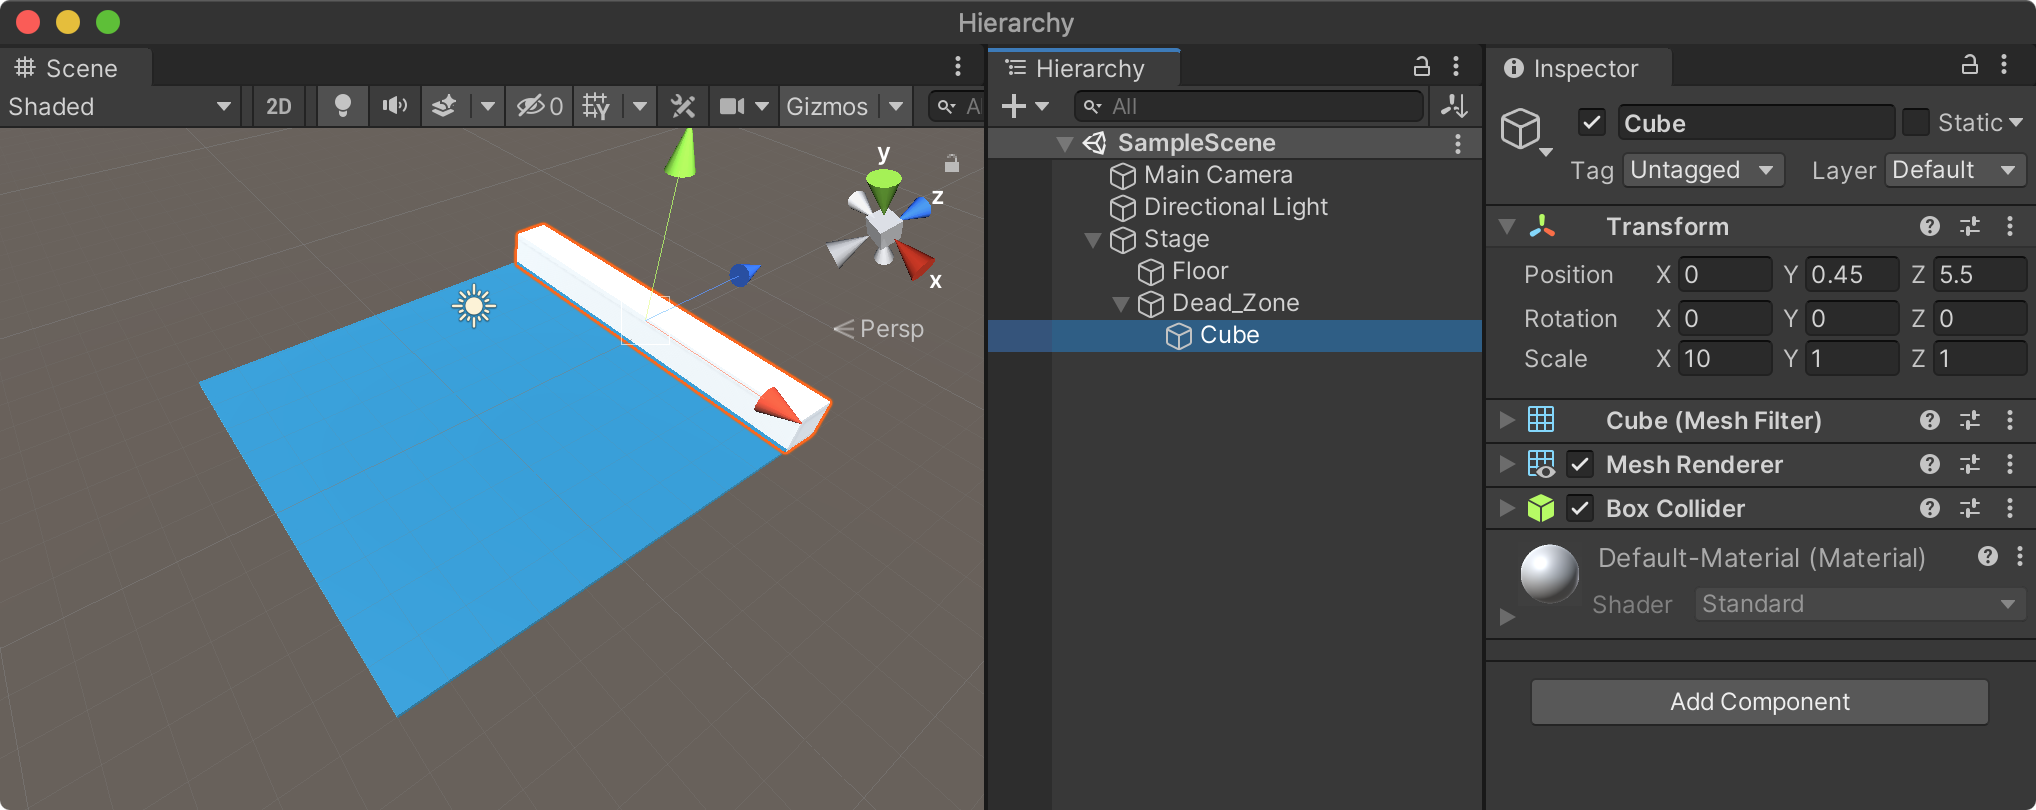 Hierarchy
Scene
Shaded
2D
0
Gizmos
All
y
z
x
Persp
Hierarchy
All
SampleScene
Main Camera
Directional Light
Stage
Floor
Dead_Zone
Cube
Inspector
Cube
Static
Tag Untagged Layer Default
Transform
Position X 0 Y 0.45 Z 5.5
Rotation X 0 Y 0 Z 0
Scale X 10 Y 1 Z 1
Cube (Mesh Filter)
Mesh Renderer
Box Collider
Default-Material (Material)
Shader Standard
Add Component